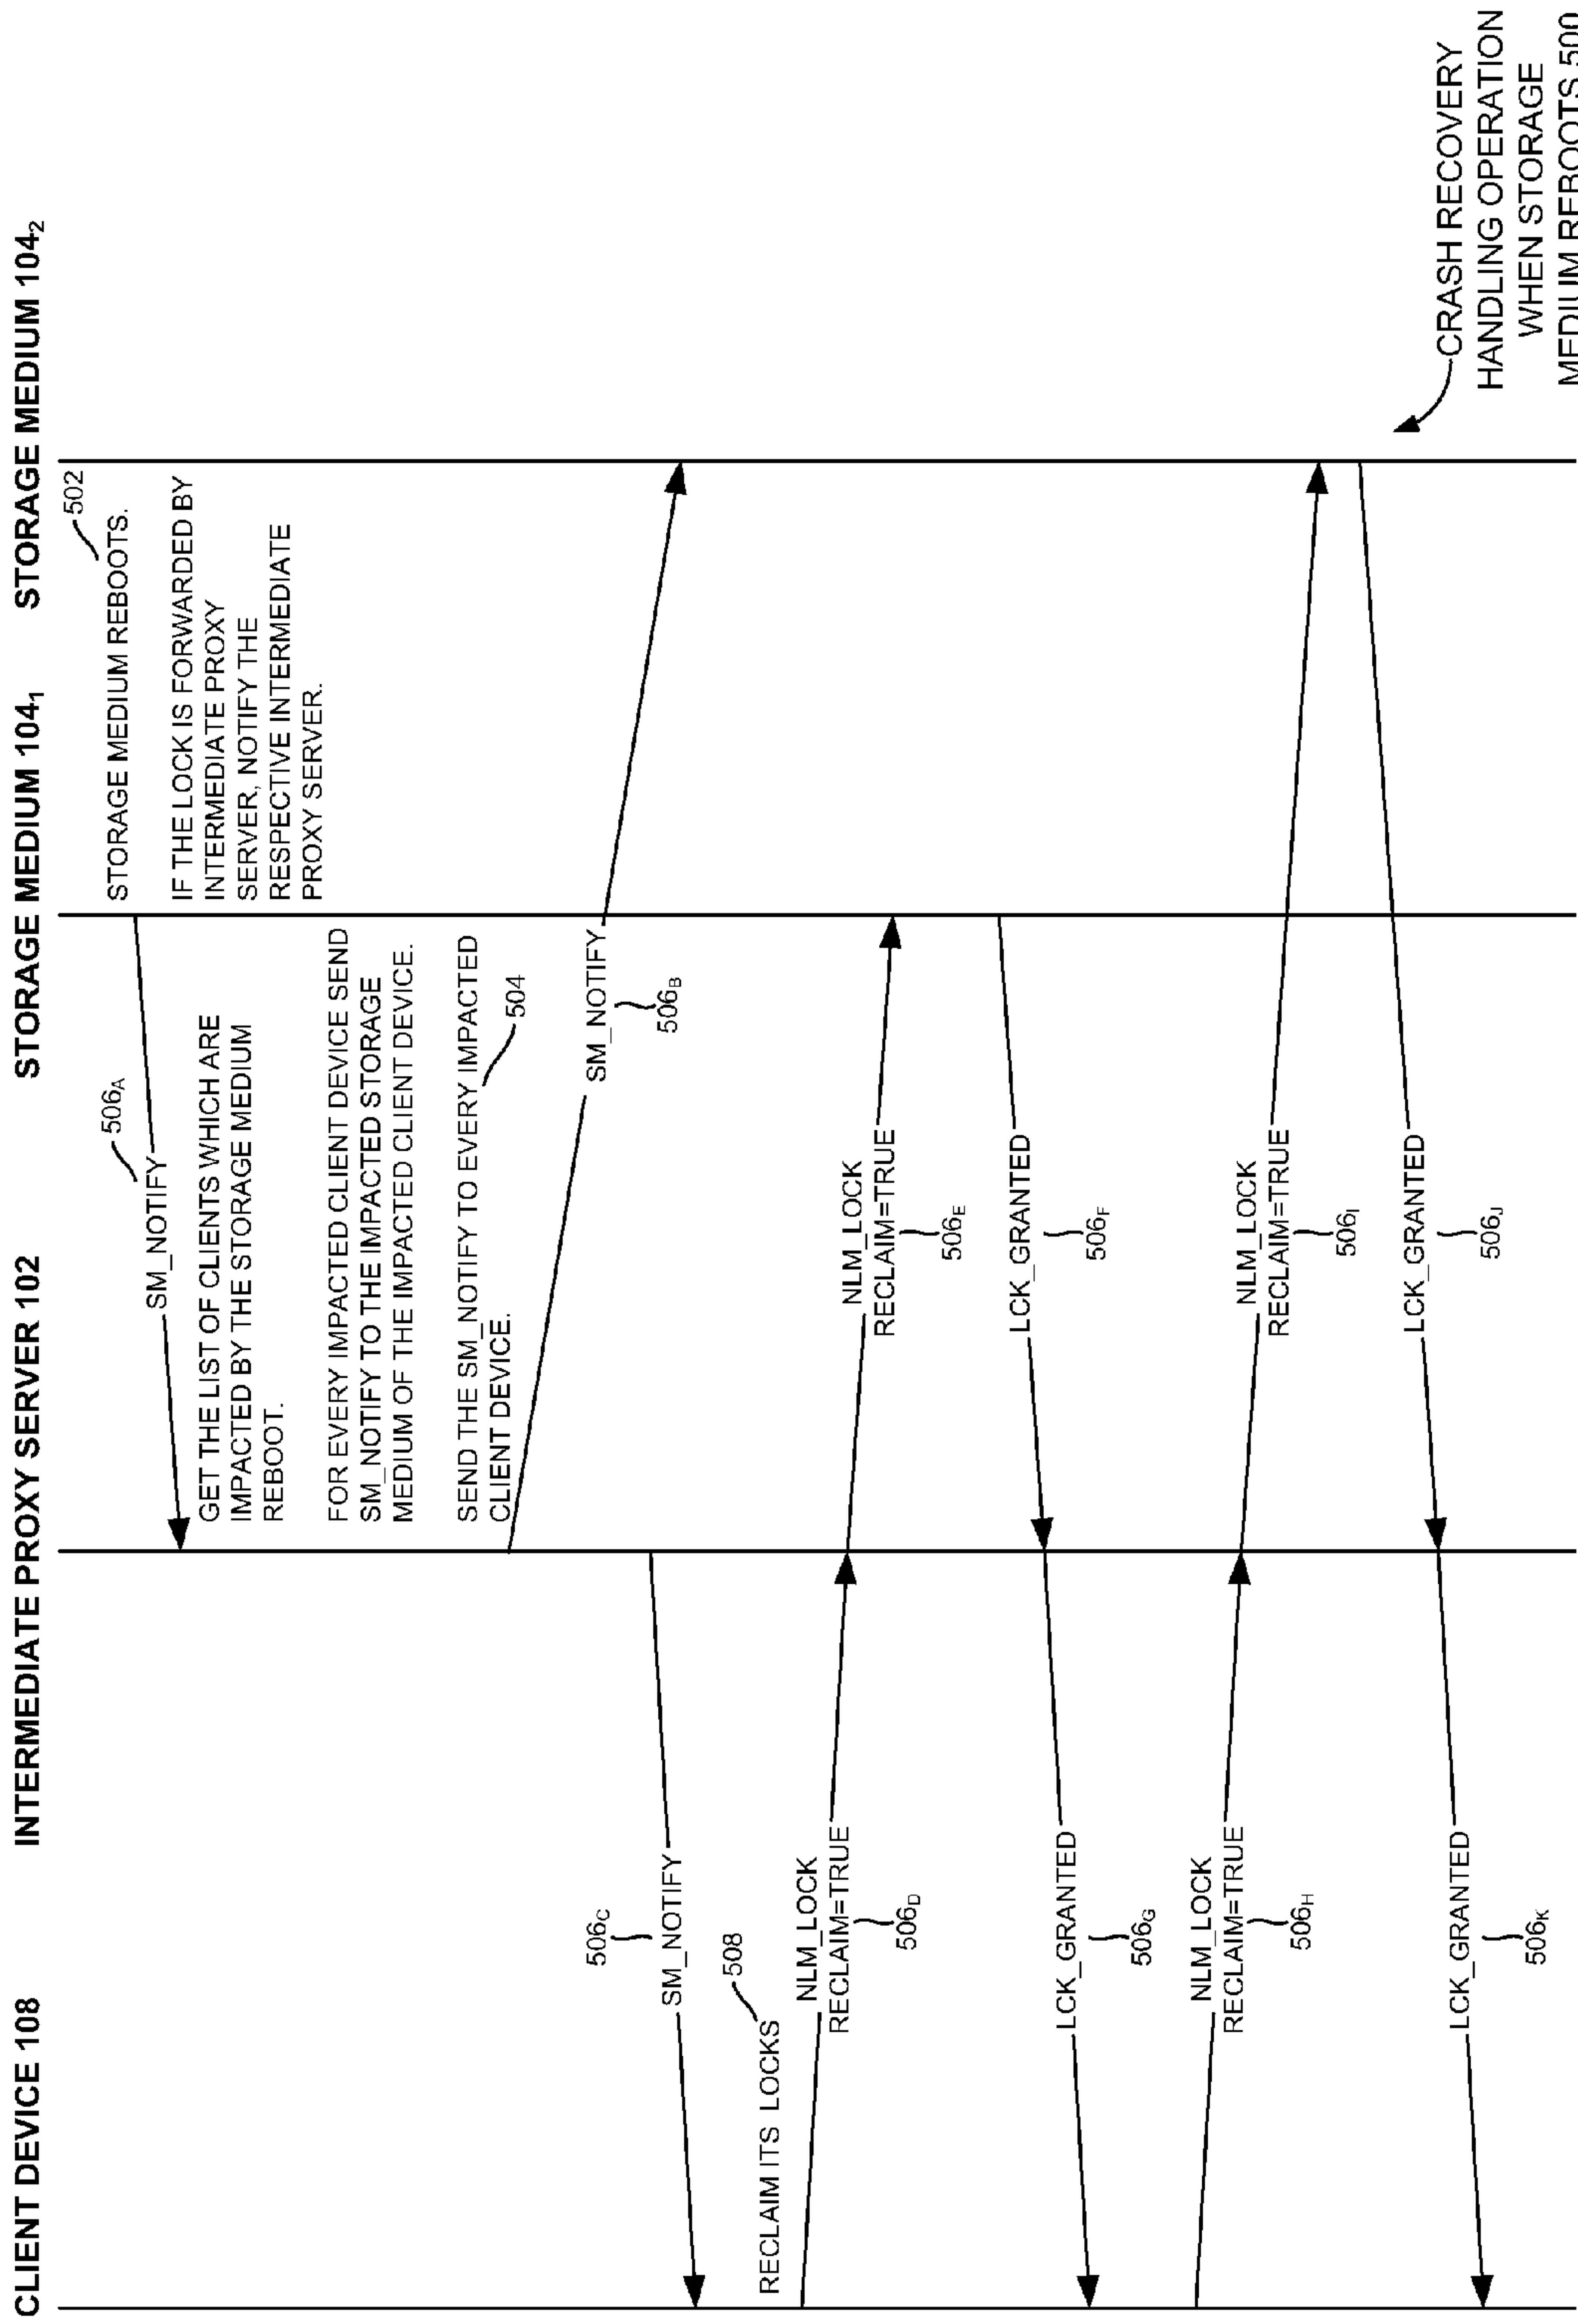 CLIENT DEVICE 108
INTERMEDIATE PROXY SERVER 102
STORAGE MEDIUM 104₁
STORAGE MEDIUM 104₂
502
STORAGE MEDIUM REBOOTS.
IF THE LOCK IS FORWARDED BY
INTERMEDIATE PROXY
SERVER, NOTIFY THE
RESPECTIVE INTERMEDIATE
PROXY SERVER.
506A
SM_NOTIFY
GET THE LIST OF CLIENTS WHICH ARE
IMPACTED BY THE STORAGE MEDIUM
REBOOT.
FOR EVERY IMPACTED CLIENT DEVICE SEND
SM_NOTIFY TO THE IMPACTED STORAGE
MEDIUM OF THE IMPACTED CLIENT DEVICE.
SEND THE SM_NOTIFY TO EVERY IMPACTED
CLIENT DEVICE.
504
SM_NOTIFY
506B
506C
SM_NOTIFY
508
RECLAIM ITS LOCKS
NLM_LOCK
RECLAIM=TRUE
506D
NLM_LOCK
RECLAIM=TRUE
506E
LCK_GRANTED
506F
LCK_GRANTED
506G
NLM_LOCK
RECLAIM=TRUE
506H
NLM_LOCK
RECLAIM=TRUE
506I
LCK_GRANTED
506J
LCK_GRANTED
506K
CRASH RECOVERY
HANDLING OPERATION
WHEN STORAGE
MEDIUM REBOOTS 500